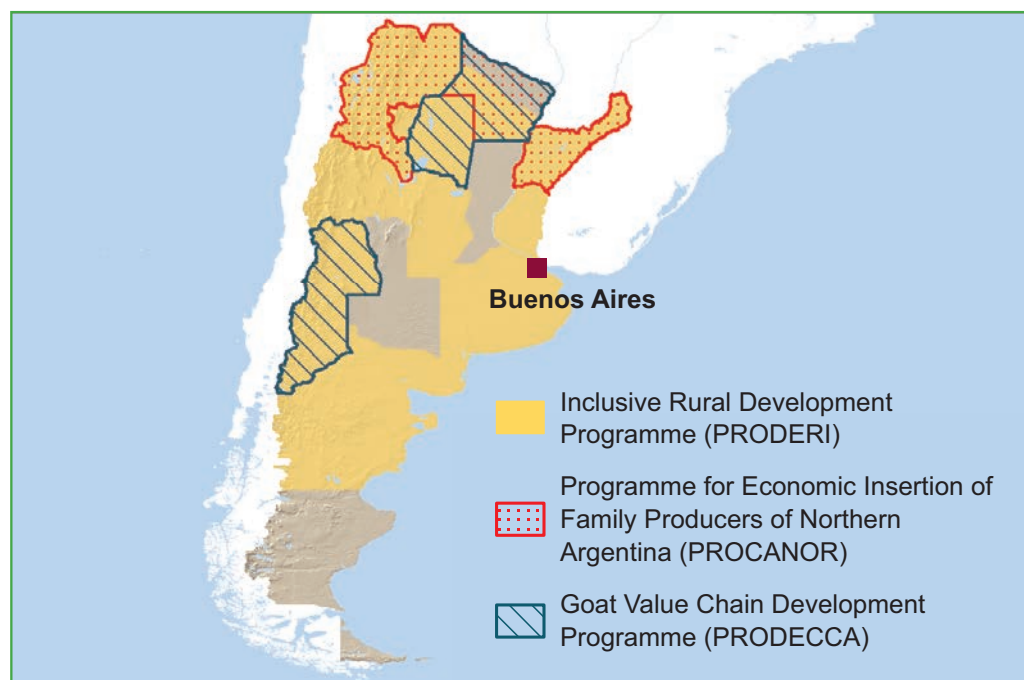 Buenos Aires
Inclusive Rural Development
Programme (PRODERI)
Programme for Economic Insertion of
Family Producers of Northern
Argentina (PROCANOR)
Goat Value Chain Development
Programme (PRODECCA)